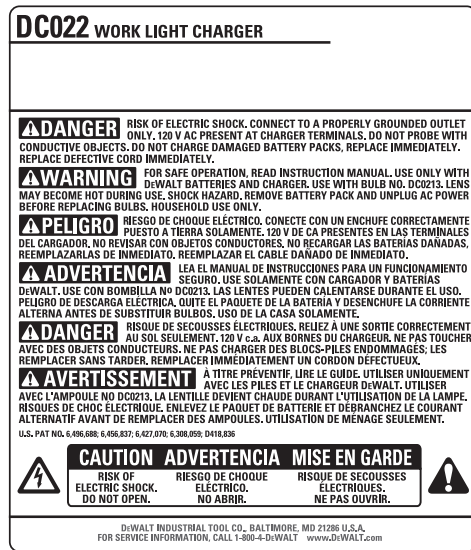 DC022 WORK LIGHT CHARGER
DANGER RISK OF ELECTRIC SHOCK. CONNECT TO A PROPERLY GROUNDED OUTLET
ONLY. 120 V AC PRESENT AT CHARGER TERMINALS. DO NOT PROBE WITH
CONDUCTIVE OBJECTS. DO NOT CHARGE DAMAGED BATTERY PACKS, REPLACE IMMEDIATELY.
REPLACE DEFECTIVE CORD IMMEDIATELY.
WARNING FOR SAFE OPERATION, READ INSTRUCTION MANUAL. USE ONLY WITH
DEWALT BATTERIES AND CHARGER. USE WITH BULB NO. DC0213. LENS
MAY BECOME HOT DURING USE. SHOCK HAZARD, REMOVE BATTERY PACK AND UNPLUG AC POWER
BEFORE REPLACING BULBS. HOUSEHOLD USE ONLY.
PELIGRO RIESGO DE CHOQUE ELÉCTRICO. CONECTE CON UN ENCHUFE CORRECTAMENTE
PUESTO A TIERRA SOLAMENTE. 120 V DE CA PRESENTES EN LAS TERMINALES
DEL CARGADOR. NO REVISAR CON OBJETOS CONDUCTORES. NO RECARGAR LAS BATERÍAS DAÑADAS,
REEMPLAZARLAS DE INMEDIATO. REEMPLAZAR EL CABLE DAÑADO DE INMEDIATO.
ADVERTENCIA LEA EL MANUAL DE INSTRUCCIONES PARA UN FUNCIONAMIENTO
SEGURO. USE SOLAMENTE CON CARGADOR Y BATERÍAS
DEWALT. USE CON BOMBILLA NO DC0213. LAS LENTES PUEDEN CALENTARSE DURANTE EL USO.
PELIGRO DE DESCARGA ELÉCTRICA. QUITE EL PAQUETE DE LA BATERÍA Y DESENCHUFE LA CORRIENTE
ALTERNA ANTES DE SUBSTITUIR BULBOS. USO DE LA CASA SOLAMENTE.
DANGER RISQUE DE SECOUSSES ÉLECTRIQUES. RELIEZ À UNE SORTIE CORRECTEMENT
AU SOL SEULEMENT. 120 V c.a. AUX BORNES DU CHARGEUR. NE PAS TOUCHER
AVEC DES OBJETS CONDUCTEURS. NE PAS CHARGER DES BLOCS-PILES ENDOMMAGÉS; LES
REMPLACER SANS TARDER. REMPLACER IMMÉDIATEMENT UN CORDON DÉFECTUEUX.
AVERTISSEMENT À TITRE PRÉVENTIF, LIRE LE GUIDE. UTILISER UNIQUEMENT
AVEC LES PILES ET LE CHARGEUR DEWALT. UTILISER
AVEC L'AMPOULE NO DC0213. LA LENTILLE DEVIENT CHAUDE DURANT L'UTILISATION DE LA LAMPE.
RISQUES DE CHOC ÉLECTRIQUE. ENLEVEZ LE PAQUET DE BATTERIE ET DÉBRANCHEZ LE COURANT
ALTERNATIF AVANT DE REMPLACER DES AMPOULES. UTILISATION DE MÉNAGE SEULEMENT.
U.S. PAT NO. 6,496,688; 6,456,837; 6,427,070; 6,308,059; D418,836
CAUTION ADVERTENCIA MISE EN GARDE
RISK OF RIESGO DE CHOQUE RISQUE DE SECOUSSES
ELECTRIC SHOCK. ELÉCTRICO. ÉLECTRIQUES.
DO NOT OPEN. NO ABRIR. NE PAS OUVRIR.
DEWALT INDUSTRIAL TOOL CO., BALTIMORE, MD 21286 U.S.A.
FOR SERVICE INFORMATION, CALL 1-800-4-DEWALT www.DEWALT.com